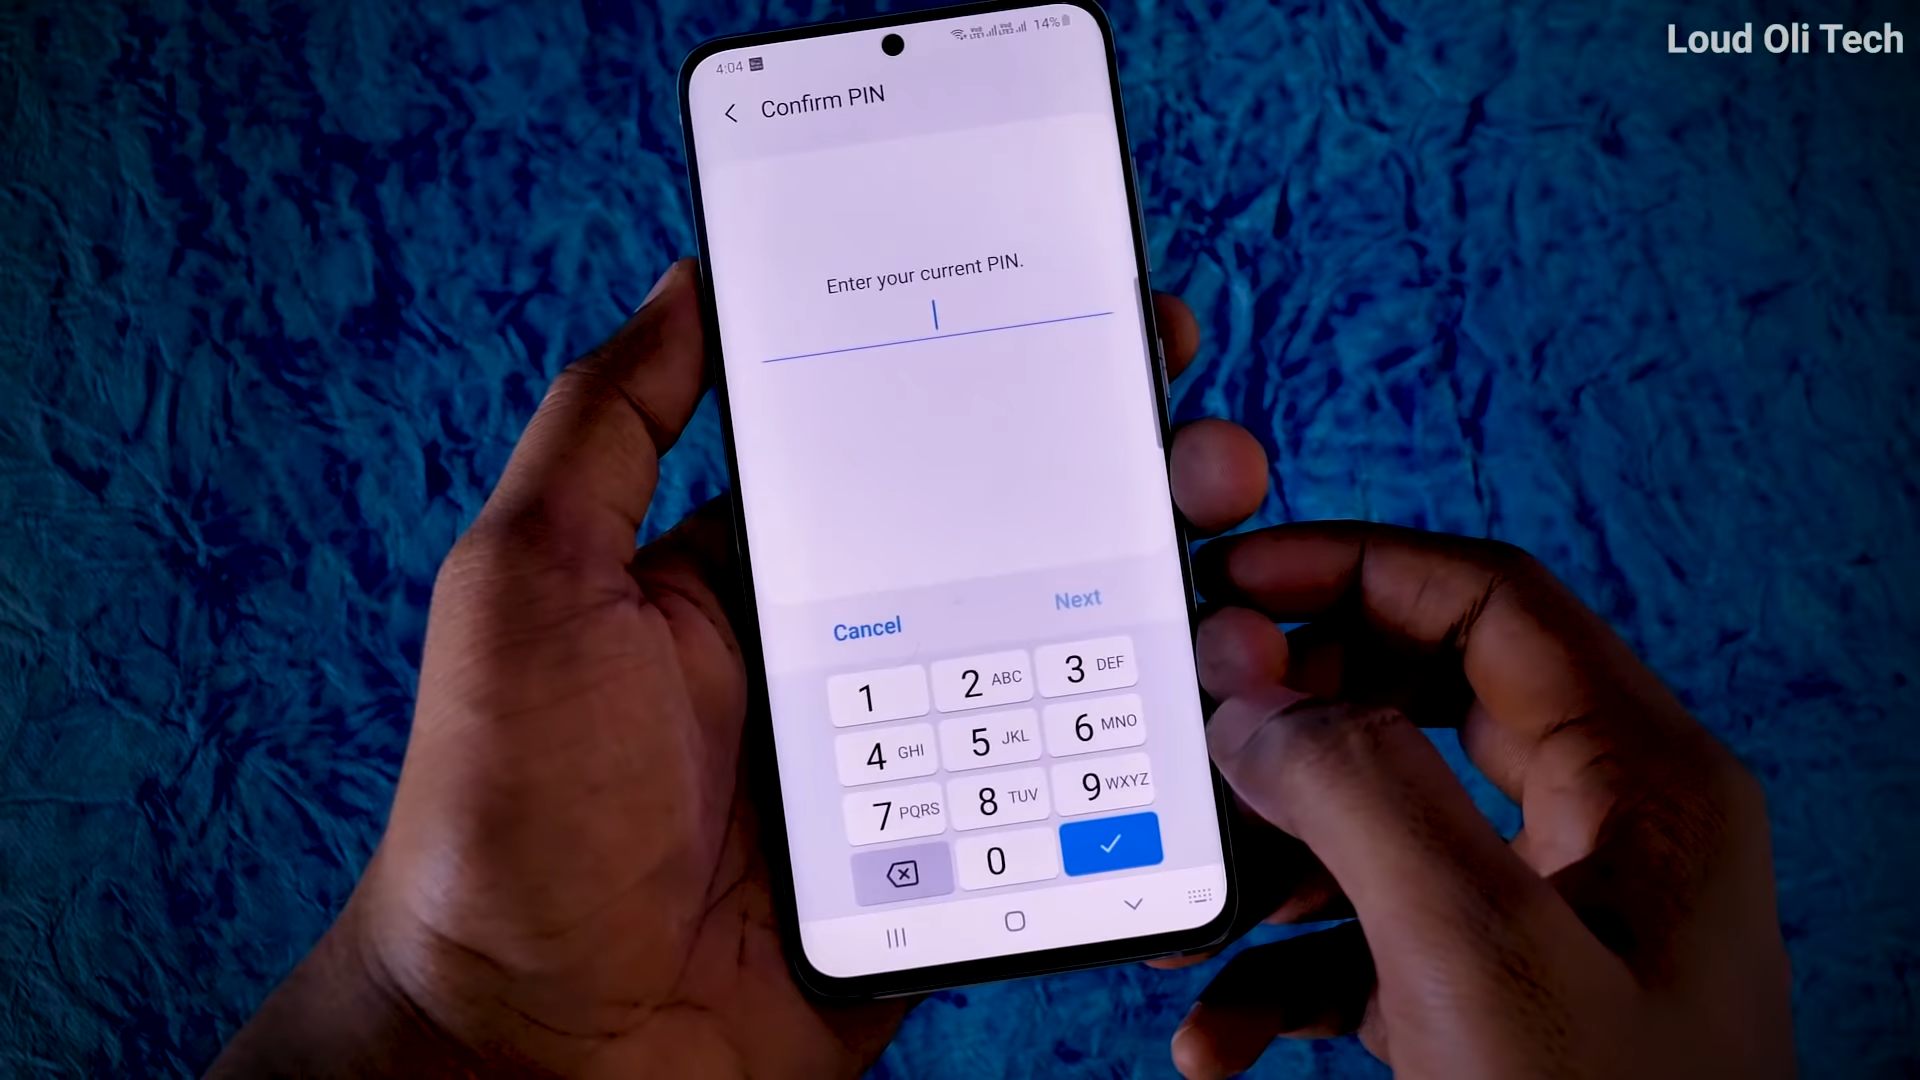 Loud Oli Tech
4:04
14%
Confirm PIN
Enter your current PIN.
Cancel
Next
1
2 ABC
3 DEF
4 GHI
5 JKL
6 MNO
7 PQRS
8 TUV
9 WXYZ
0